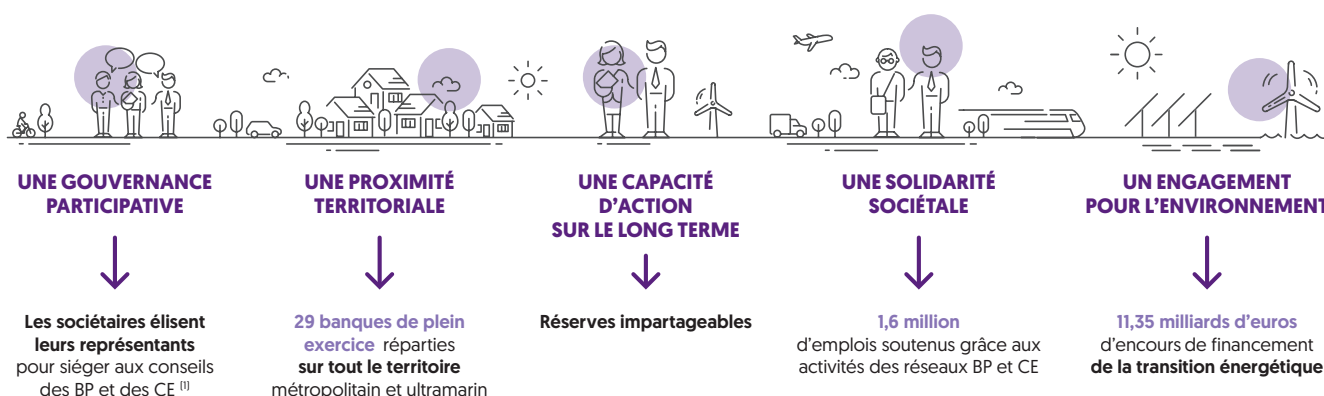 UNE GOUVERNANCE
PARTICIPATIVE
Les sociétaires élisent
leurs représentants
pour siéger aux conseils
des BP et des CE [1]
UNE PROXIMITÉ
TERRITORIALE
29 banques de plein
exercice réparties
sur tout le territoire
métropolitain et ultramarin
UNE CAPACITÉ
D'ACTION
SUR LE LONG TERME
Réserves impartageables
UNE SOLIDARITÉ
SOCIÉTALE
1,6 million
d'emplois soutenus grâce aux
activités des réseaux BP et CE
UN ENGAGEMENT
POUR L'ENVIRONNEMENT
11,35 milliards d'euros
d'encours de financement
de la transition énergétique